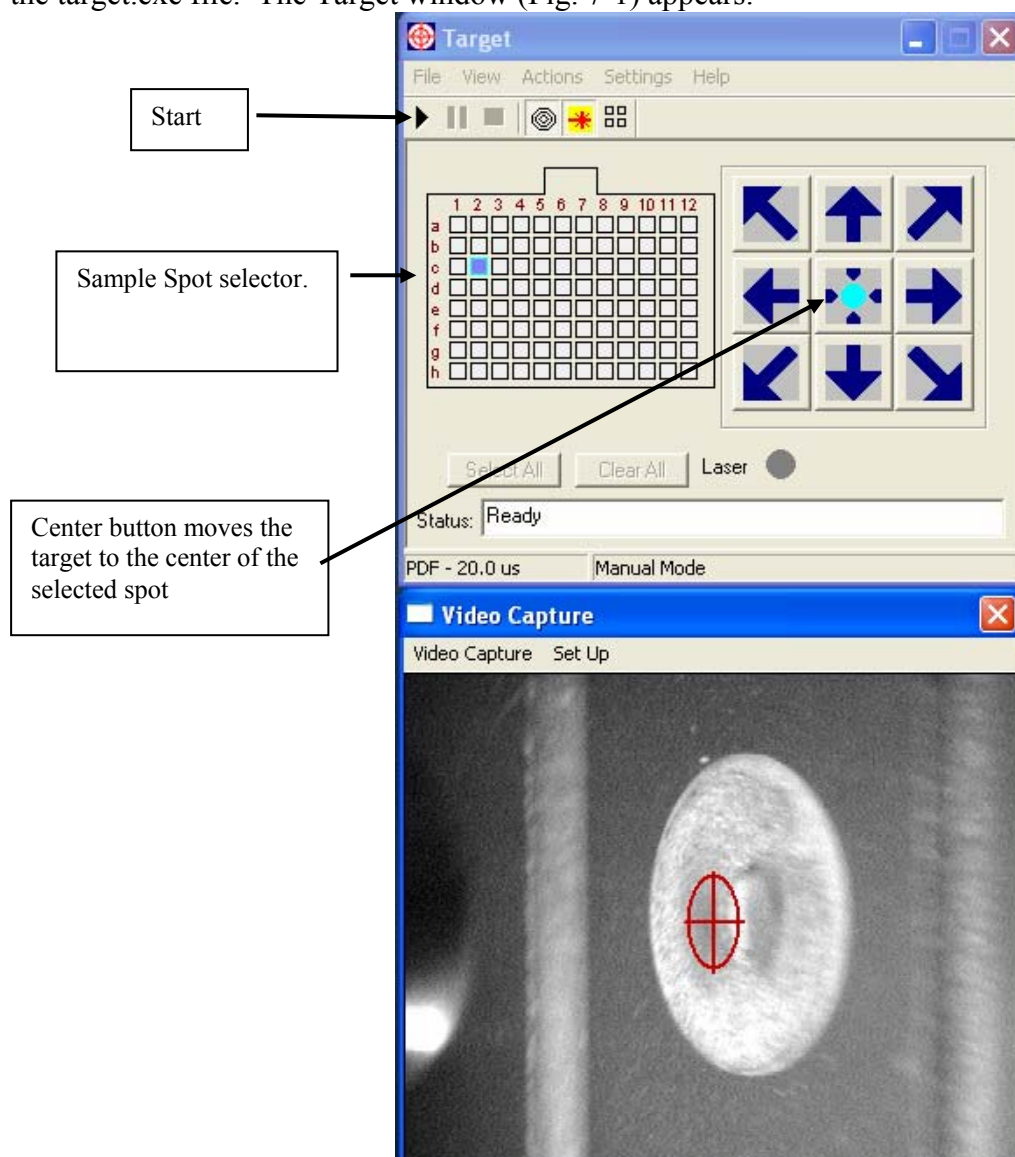 the target.exe file. The Target window (Fig. 7-1) appears.
Target
File View Actions Settings Help
Start
1 2 3 4 5 6 7 8 9 10 11 12
a
b
c
d
e
f
g
h
Sample Spot selector.
Select All Clear All Laser
Status: Ready
Center button moves the
target to the center of the
selected spot
PDF - 20.0 us Manual Mode
Video Capture
Video Capture Set Up